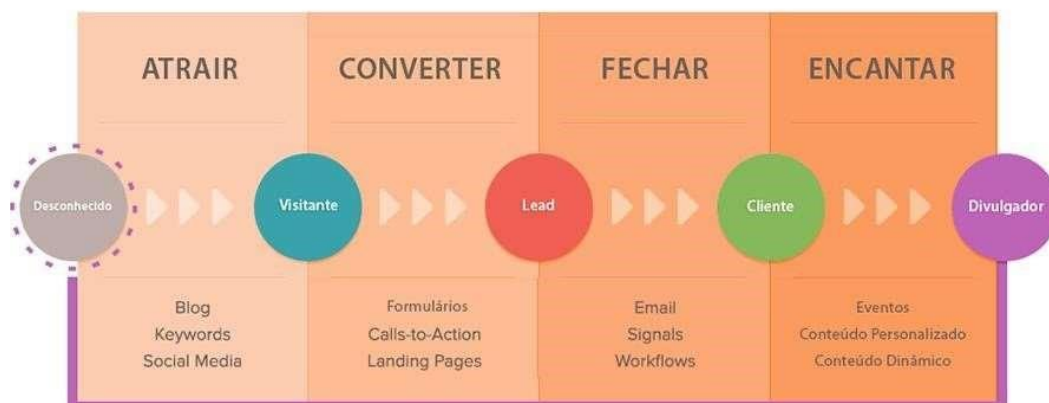 ATRAIR
CONVERTER
FECHAR
ENCANTAR
Desconhecido
Visitante
Lead
Cliente
Divulgador
Blog
Keywords
Social Media
Formulários
Calls-to-Action
Landing Pages
Email
Signals
Workflows
Eventos
Conteúdo Personalizado
Conteúdo Dinâmico